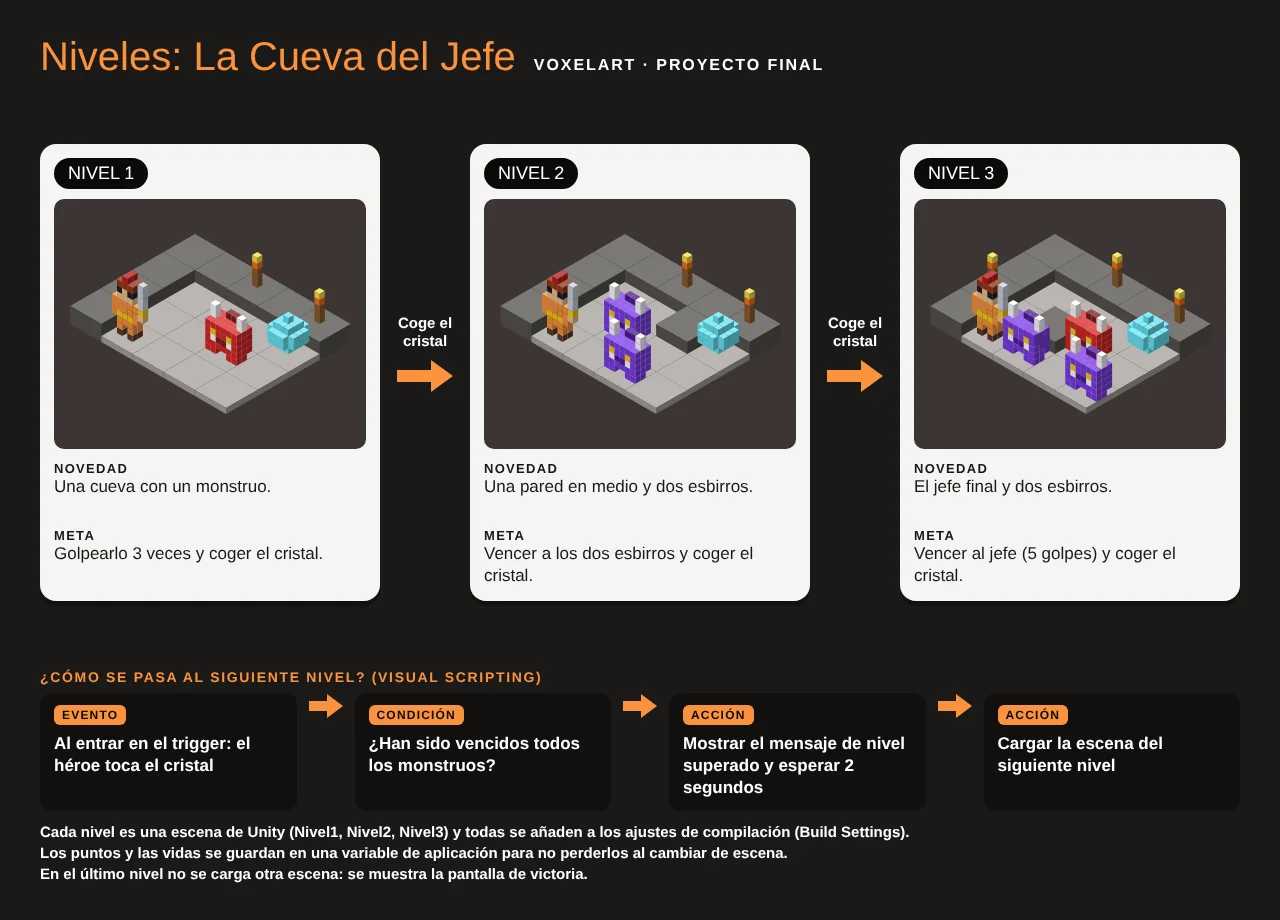 Niveles: La Cueva del Jefe VOXELART · PROYECTO FINAL
NIVEL 1
NOVEDAD
Una cueva con un monstruo.
META
Golpearlo 3 veces y coger el cristal.
Coge el
cristal
NIVEL 2
NOVEDAD
Una pared en medio y dos esbirros.
META
Vencer a los dos esbirros y coger el
cristal.
Coge el
cristal
NIVEL 3
NOVEDAD
El jefe final y dos esbirros.
META
Vencer al jefe (5 golpes) y coger el
cristal.
¿CÓMO SE PASA AL SIGUIENTE NIVEL? (VISUAL SCRIPTING)
EVENTO
Al entrar en el trigger: el
héroe toca el cristal
CONDICIÓN
¿Han sido vencidos todos
los monstruos?
ACCIÓN
Mostrar el mensaje de nivel
superado y esperar 2
segundos
ACCIÓN
Cargar la escena del
siguiente nivel
Cada nivel es una escena de Unity (Nivel1, Nivel2, Nivel3) y todas se añaden a los ajustes de compilación (Build Settings).
Los puntos y las vidas se guardan en una variable de aplicación para no perderlos al cambiar de escena.
En el último nivel no se carga otra escena: se muestra la pantalla de victoria.